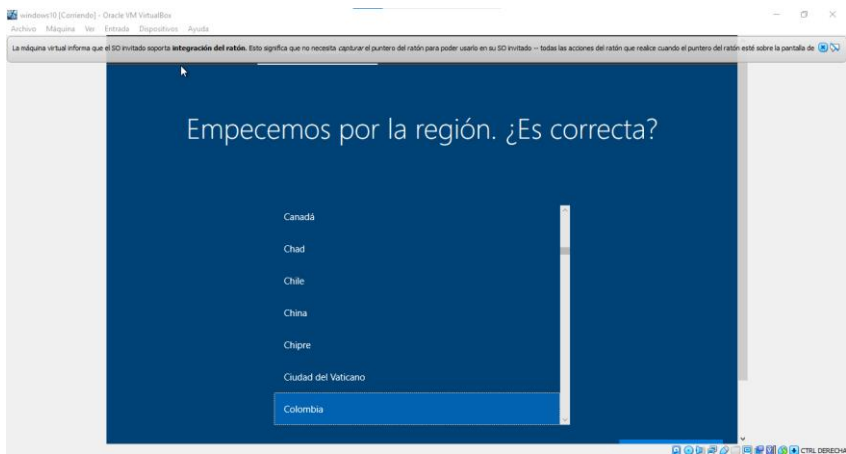 windows10 [Corriendo] - Oracle VM VirtualBox
Archivo Máquina Ver Entrada Dispositivos Ayuda
La máquina virtual informa que el SO invitado soporta integración del ratón. Esto significa que no necesita capturar el puntero del ratón para poder usarlo en su SO invitado -- todas las acciones del ratón que realice cuando el puntero del ratón esté sobre la pantalla de
Empecemos por la región. ¿Es correcta?
Canadá
Chad
Chile
China
Chipre
Ciudad del Vaticano
Colombia
CTRL DERECHA